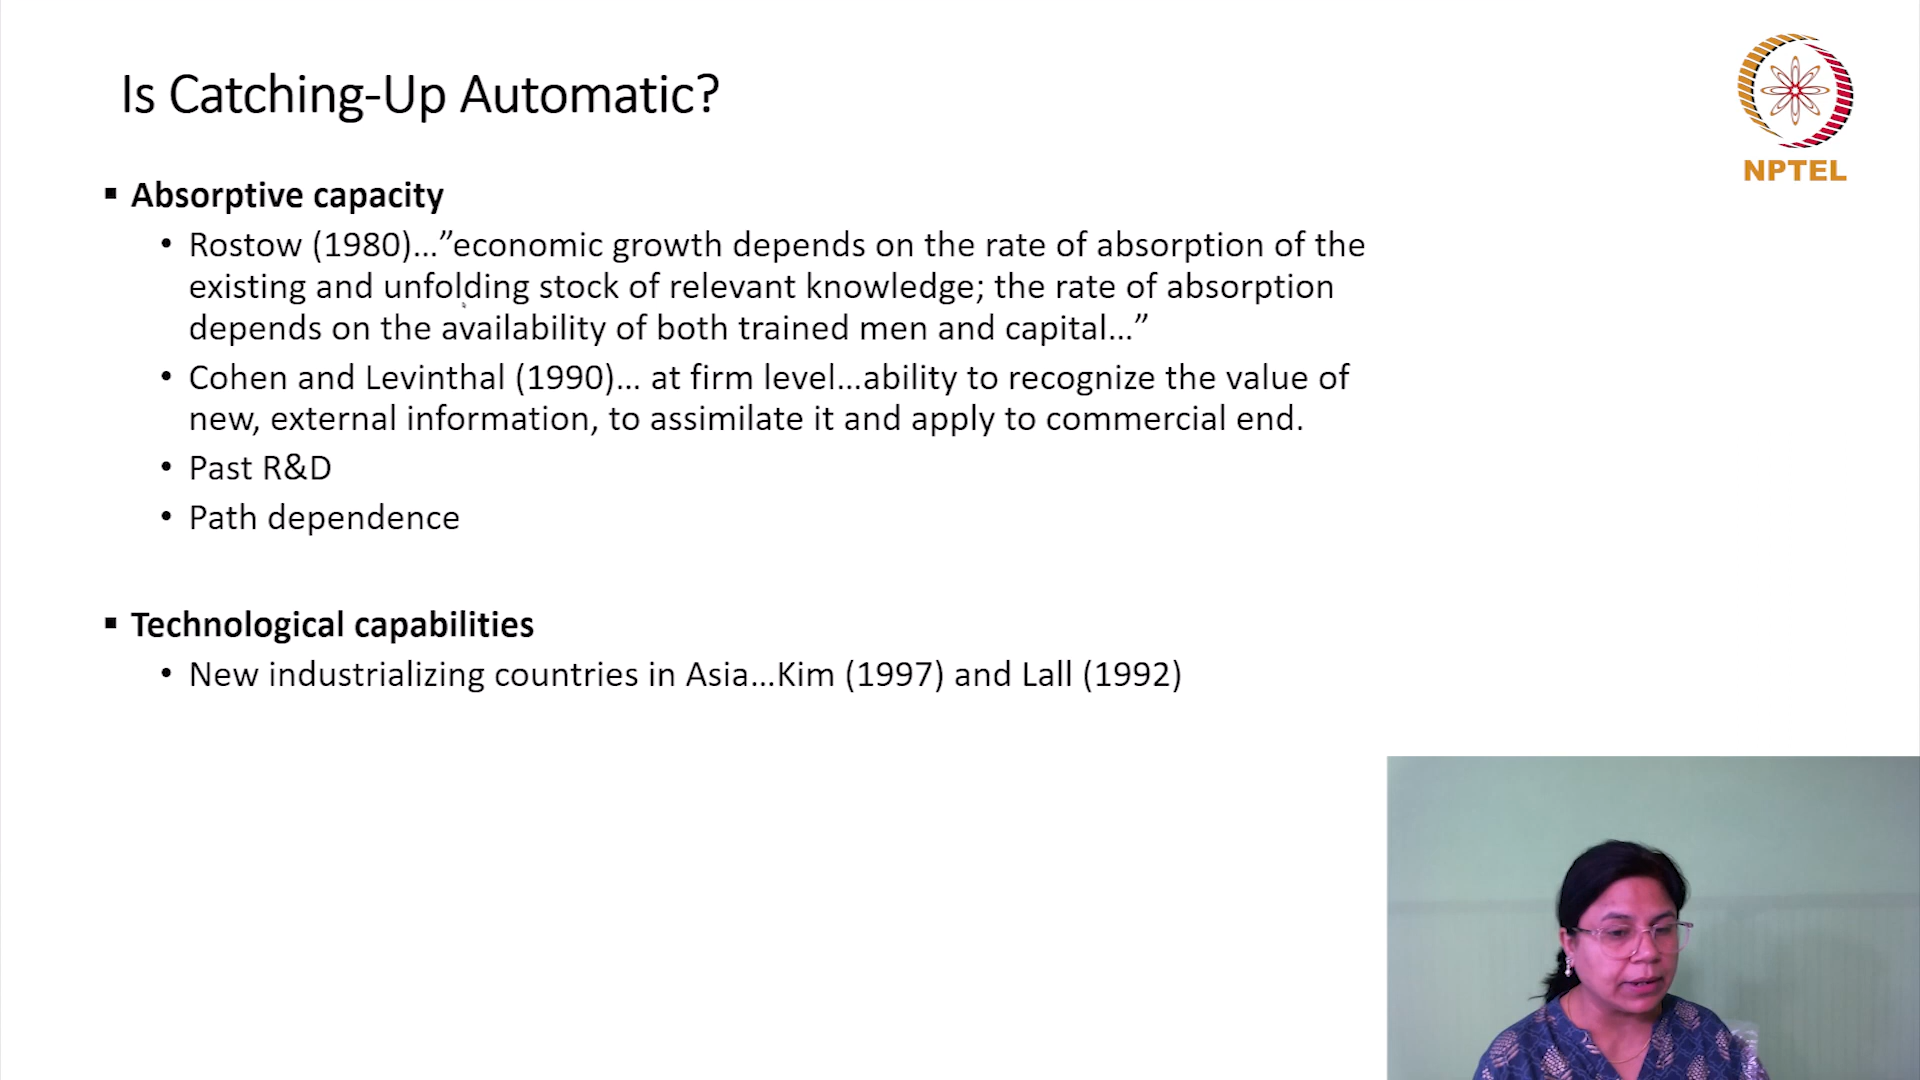 Is Catching-Up Automatic?
NPTEL
▪ Absorptive capacity
• Rostow (1980)...”economic growth depends on the rate of absorption of the
existing and unfolding stock of relevant knowledge; the rate of absorption
depends on the availability of both trained men and capital...”
• Cohen and Levinthal (1990)... at firm level...ability to recognize the value of
new, external information, to assimilate it and apply to commercial end.
• Past R&D
• Path dependence
▪ Technological capabilities
• New industrializing countries in Asia...Kim (1997) and Lall (1992)